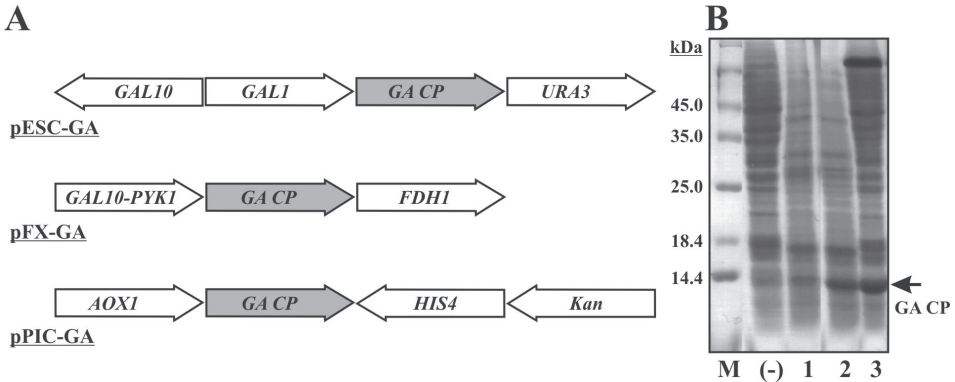 A
GAL10 GAL1 GA CP URA3
pESC-GA
GAL10-PYK1 GA CP FDH1
pFX-GA
AOX1 GA CP HIS4 Kan
pPIC-GA
B
kDa
45.0
35.0
25.0
18.4
14.4
GA CP
M (-) 1 2 3